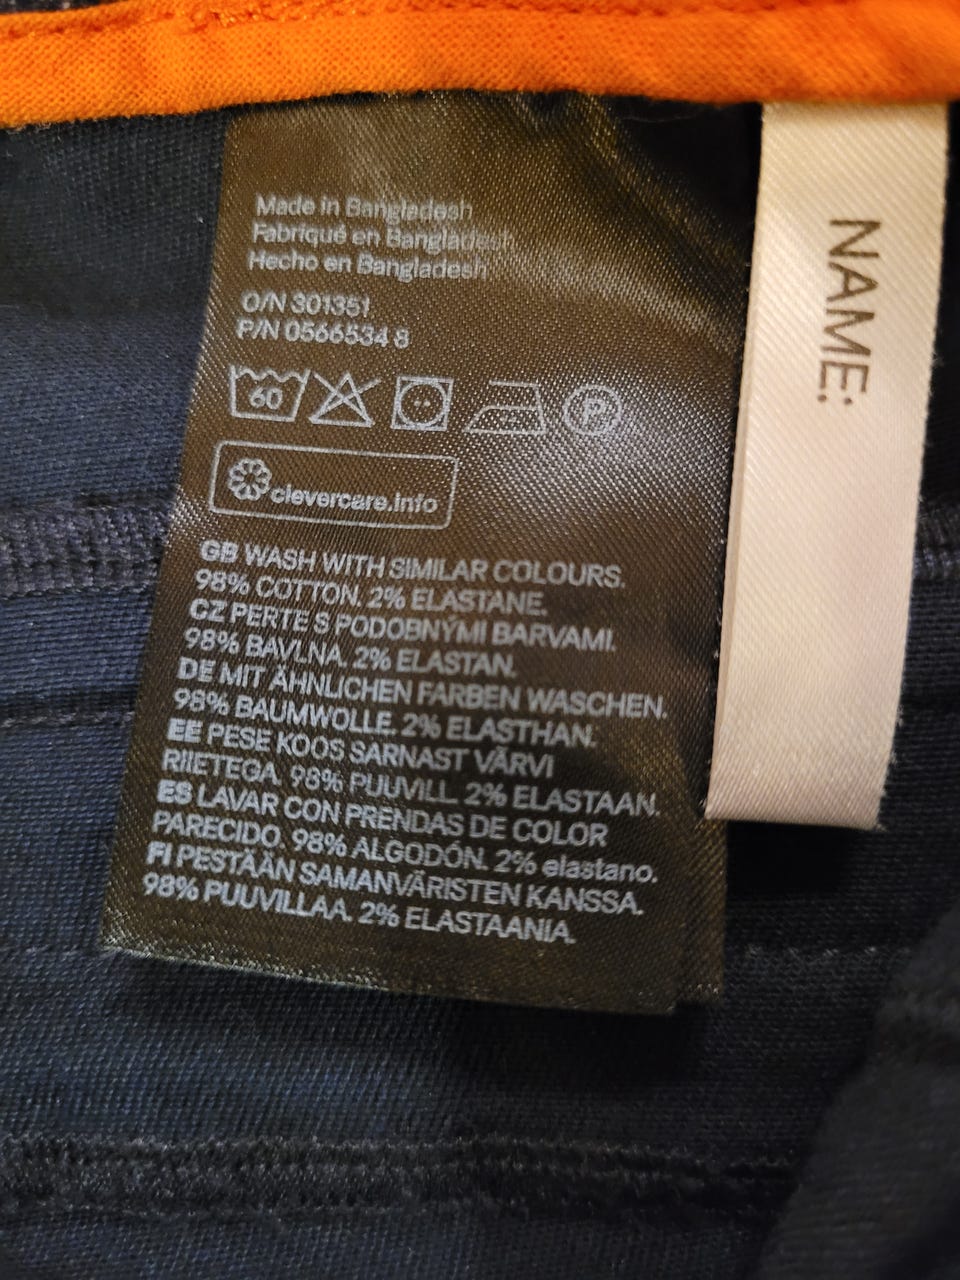 Made in Bangladesh
Fabriqué en Bangladesh
Hecho en Bangladesh
O/N 301351
P/N 0566534 8
60 P
clevercare.info
GB WASH WITH SIMILAR COLOURS.
98% COTTON. 2% ELASTANE.
CZ PERTE S PODOBNÝMI BARVAMI.
98% BAVLNA. 2% ELASTAN.
DE MIT ÄHNLICHEN FARBEN WASCHEN.
98% BAUMWOLLE. 2% ELASTHAN.
EE PESE KOOS SARNAST VÄRVI
RIIETEGA. 98% PUUVILL. 2% ELASTAAN.
ES LAVAR CON PRENDAS DE COLOR
PARECIDO. 98% ALGODÓN. 2% elastano.
FI PESTÄÄN SAMANVÄRISTEN KANSSA.
98% PUUVILLAA. 2% ELASTAANIA.
NAME: